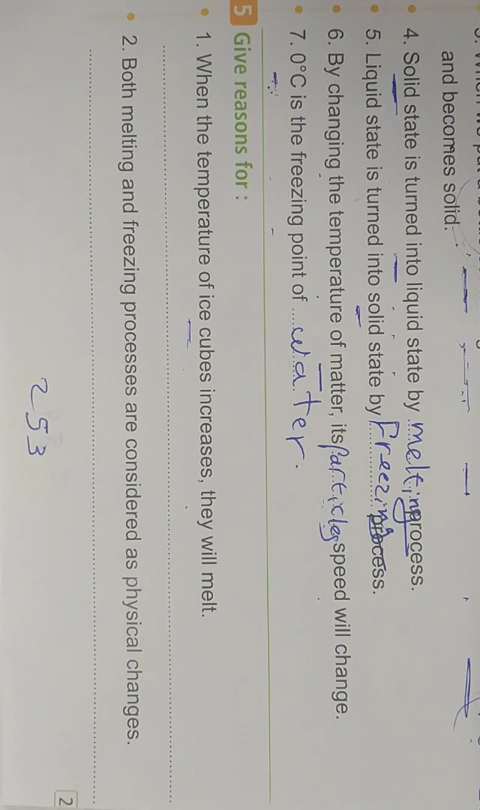 and becomes solid.
4. Solid state is turned into liquid state by melting process.
5. Liquid state is turned into solid state by Freezing process.
6. By changing the temperature of matter, its particles speed will change.
7. 0°C is the freezing point of water.
5 Give reasons for :
1. When the temperature of ice cubes increases, they will melt.
2. Both melting and freezing processes are considered as physical changes.
253
2